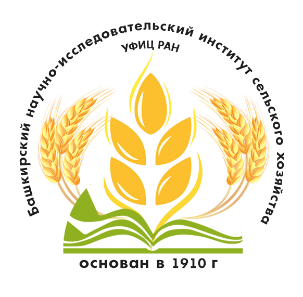 Башкирский научно-исследовательский институт сельского хозяйства
УФИЦ РАН
основан в 1910 г